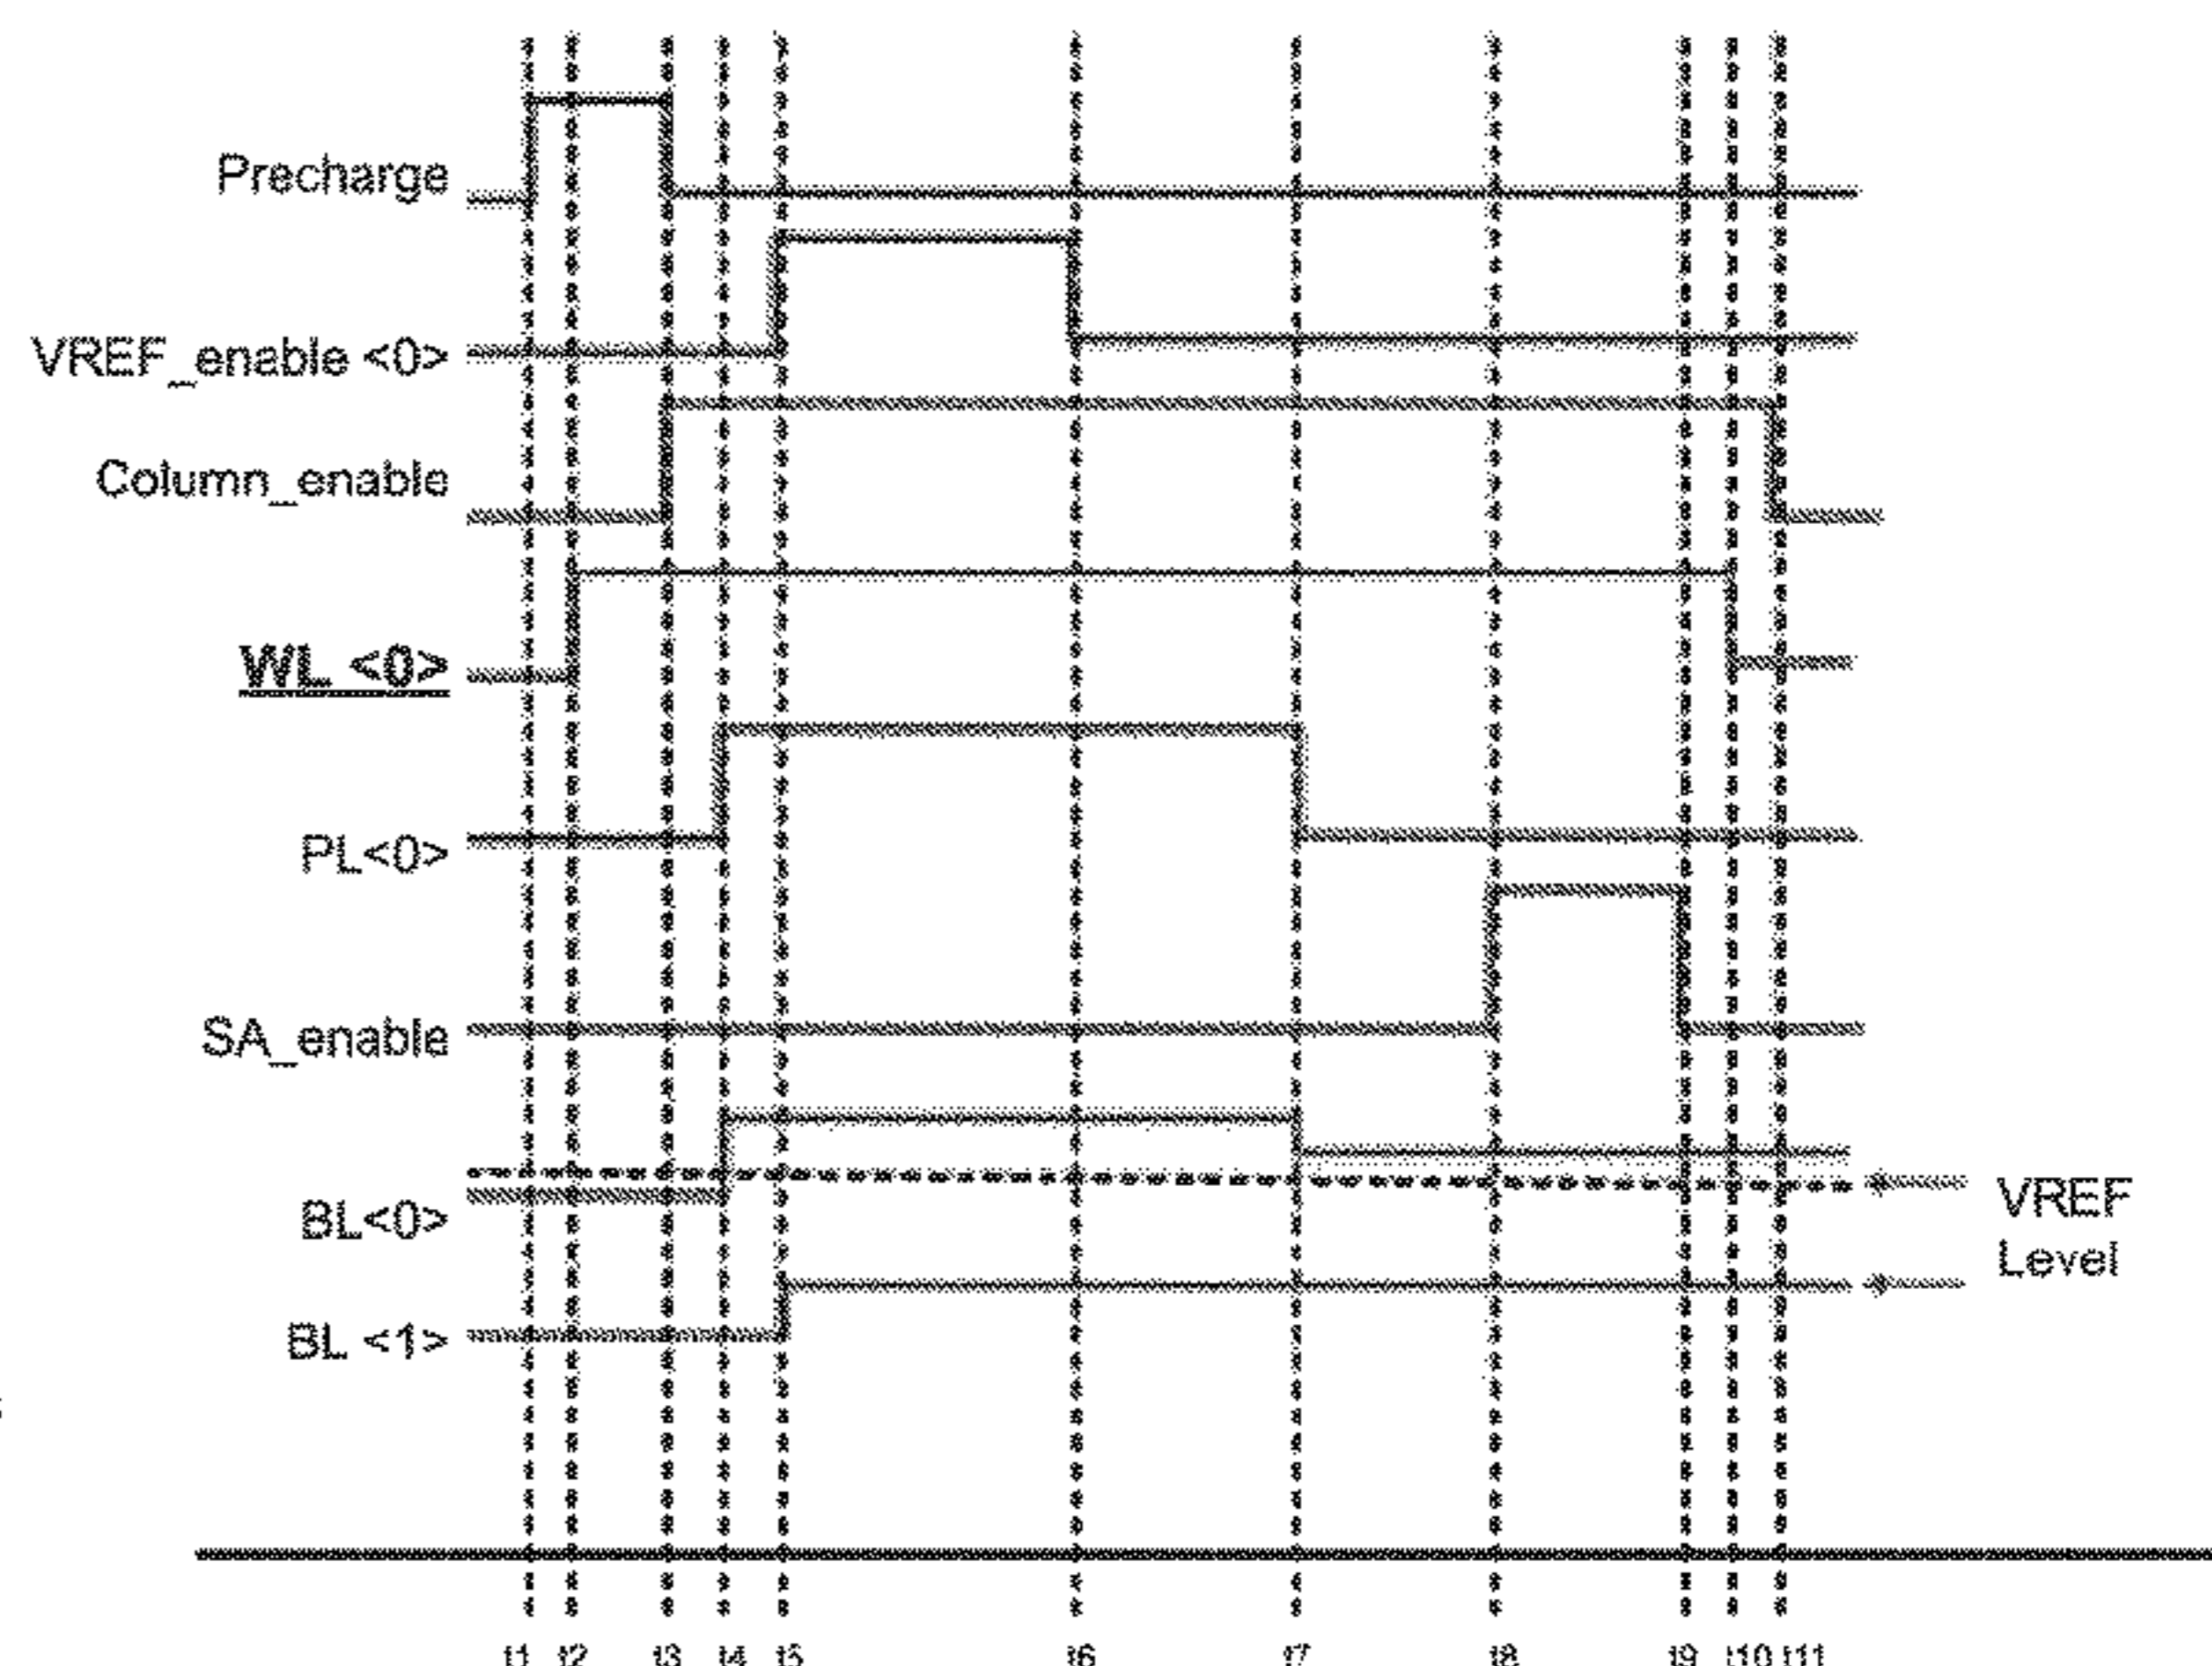 Precharge
VREF_enable <0>
Column_enable
WL <0>
PL<0>
SA_enable
BL<0>
VREF
Level
BL <1>
t1 t2 t3 t4 t5 t6 t7 t8 t9 t10 t11